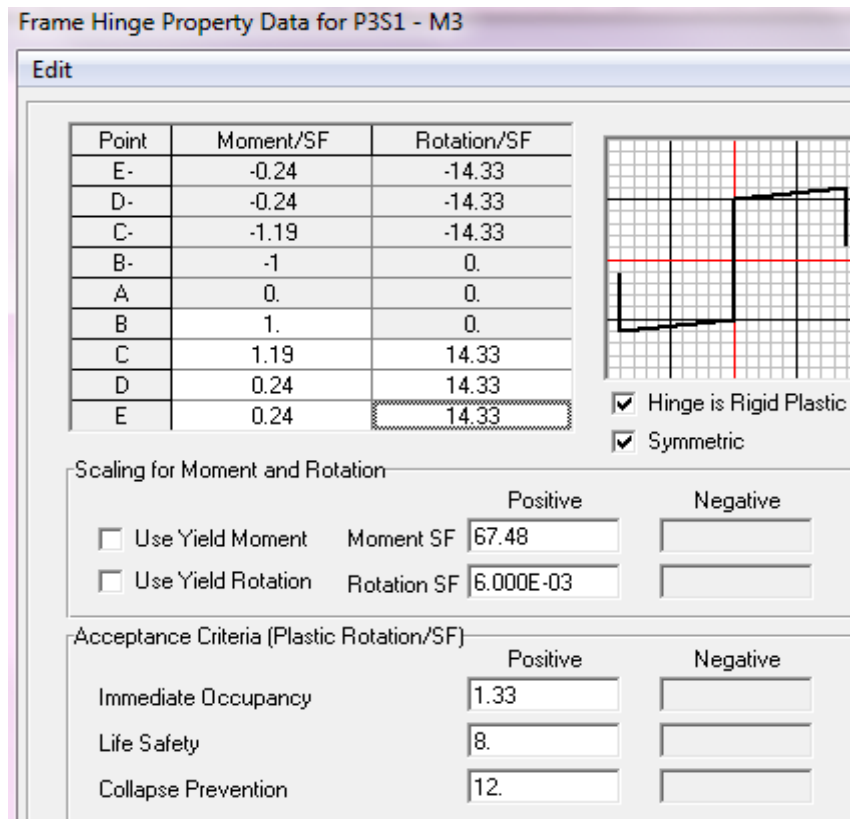 Frame Hinge Property Data for P3S1 - M3
Edit
Point Moment/SF Rotation/SF
E- -0.24 -14.33
D- -0.24 -14.33
C- -1.19 -14.33
B- -1 0.
A 0. 0.
B 1. 0.
C 1.19 14.33
D 0.24 14.33
E 0.24 14.33
Hinge is Rigid Plastic
Symmetric
Scaling for Moment and Rotation
Positive Negative
Use Yield Moment Moment SF 67.48
Use Yield Rotation Rotation SF 6.000E-03
Acceptance Criteria (Plastic Rotation/SF)
Positive Negative
Immediate Occupancy 1.33
Life Safety 8.
Collapse Prevention 12.